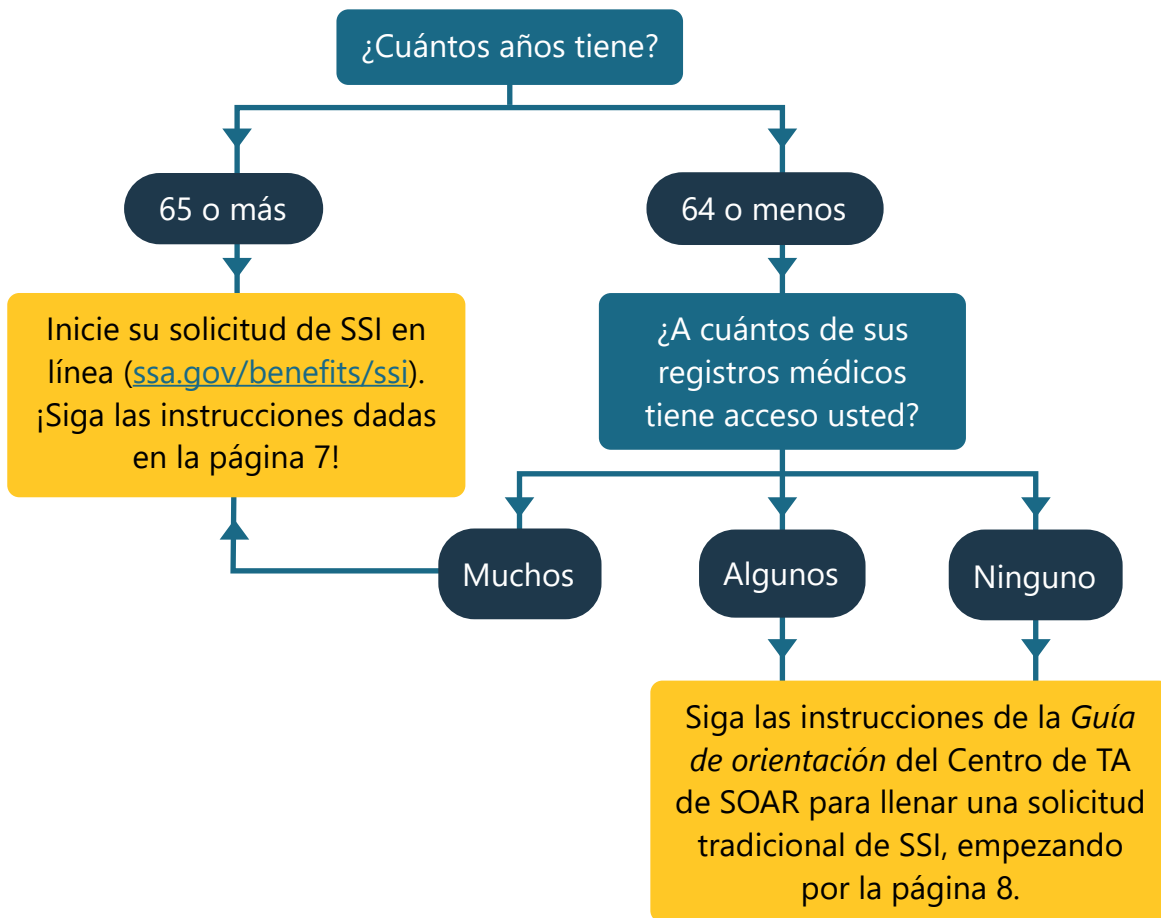 ¿Cuántos años tiene?
65 o más
64 o menos
Inicie su solicitud de SSI en
línea (ssa.gov/benefits/ssi).
¡Siga las instrucciones dadas
en la página 7!
¿A cuántos de sus
registros médicos
tiene acceso usted?
Muchos
Algunos
Ninguno
Siga las instrucciones de la Guía
de orientación del Centro de TA
de SOAR para llenar una solicitud
tradicional de SSI, empezando
por la página 8.